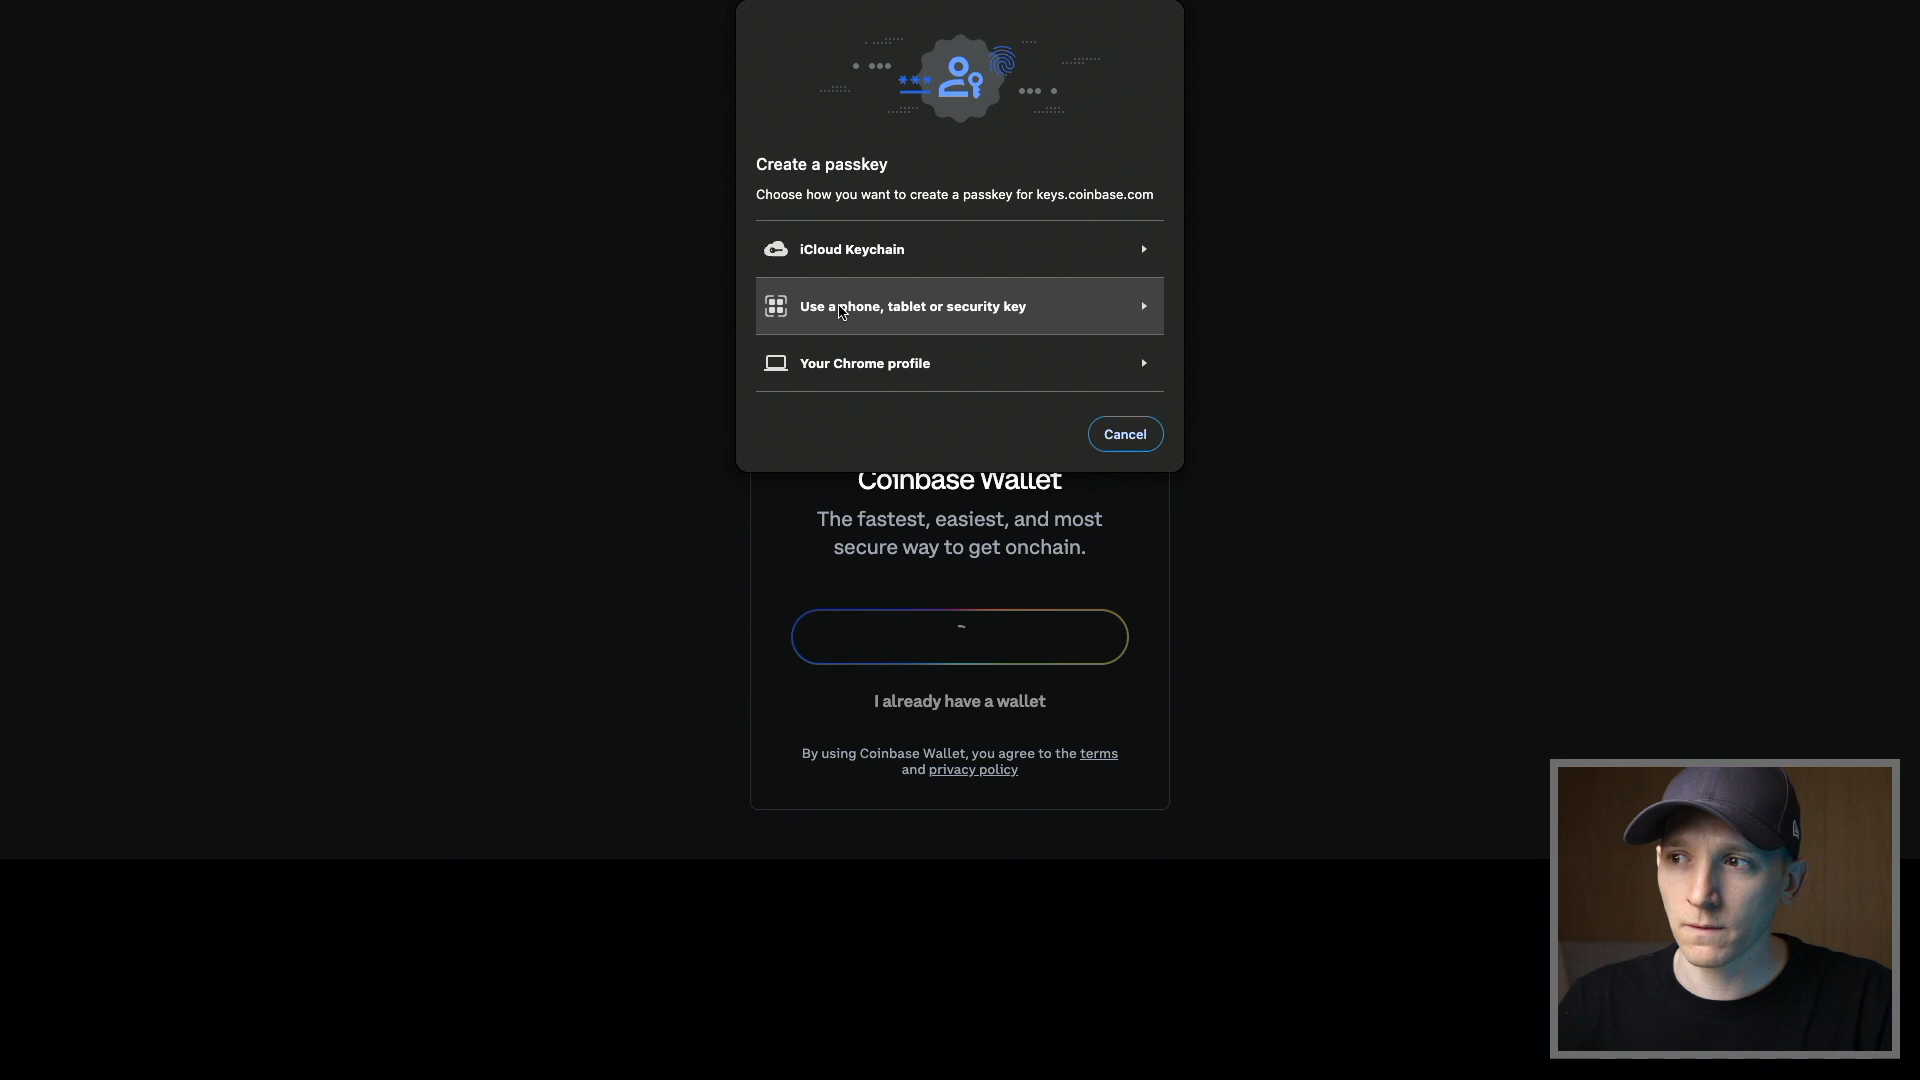 ***
Create a passkey
Choose how you want to create a passkey for keys.coinbase.com
iCloud Keychain
Use a phone, tablet or security key
Your Chrome profile
Cancel
Coinbase Wallet
The fastest, easiest, and most
secure way to get onchain.
I already have a wallet
By using Coinbase Wallet, you agree to the terms
and privacy policy